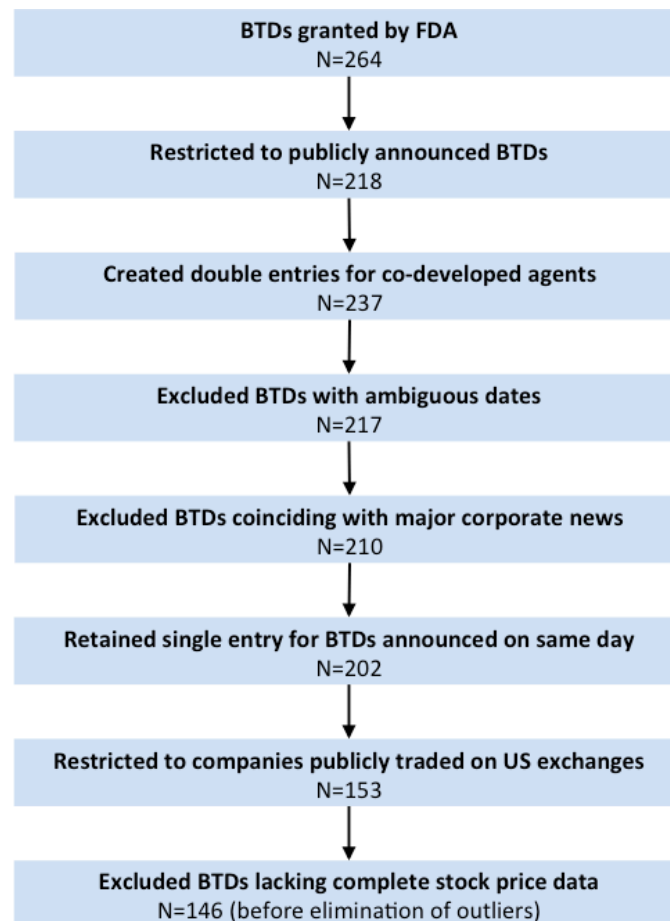 BTDs granted by FDA
N=264
Restricted to publicly announced BTDs
N=218
Created double entries for co-developed agents
N=237
Excluded BTDs with ambiguous dates
N=217
Excluded BTDs coinciding with major corporate news
N=210
Retained single entry for BTDs announced on same day
N=202
Restricted to companies publicly traded on US exchanges
N=153
Excluded BTDs lacking complete stock price data
N=146 (before elimination of outliers)